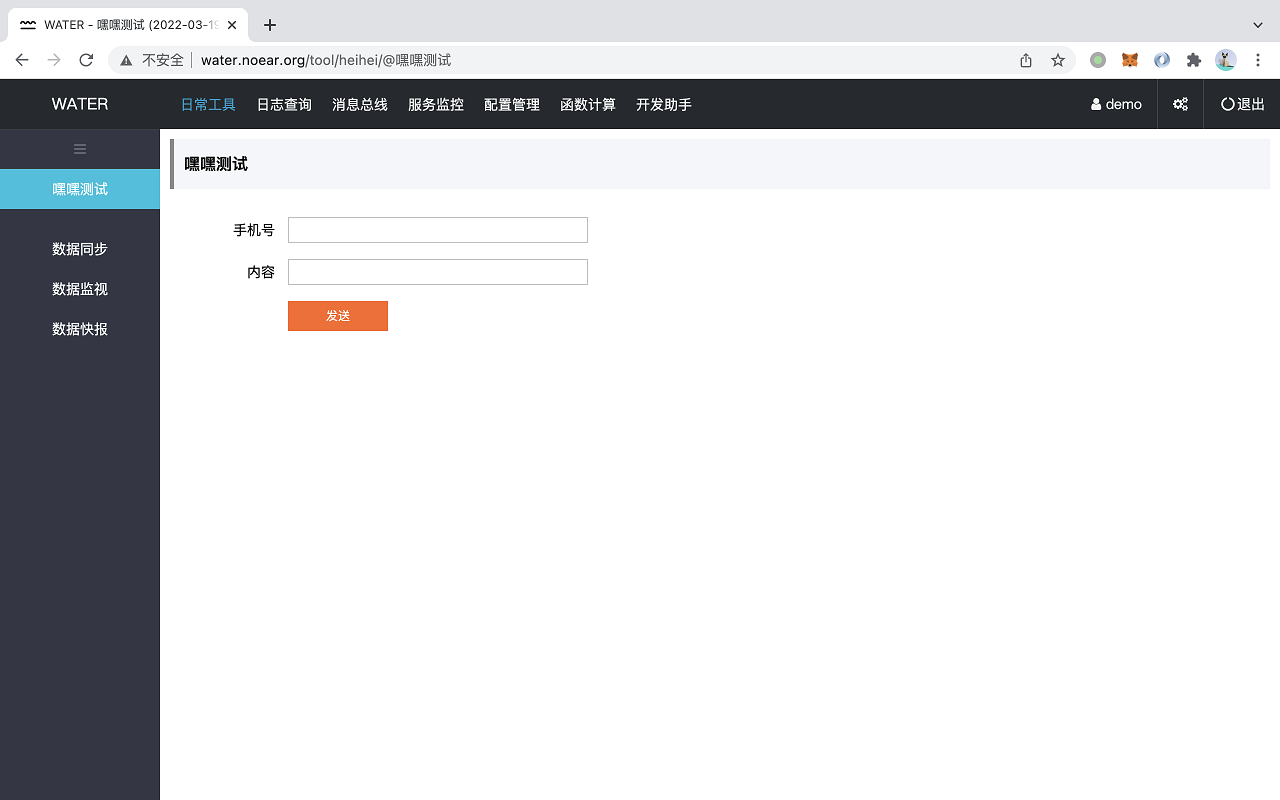 WATER - 嘿嘿测试 (2022-03-19
不安全 water.noear.org/tool/heihei/@嘿嘿测试
WATER 日常工具 日志查询 消息总线 服务监控 配置管理 函数计算 开发助手 demo 退出
嘿嘿测试
数据同步
数据监视
数据快报
嘿嘿测试
手机号
内容
发送